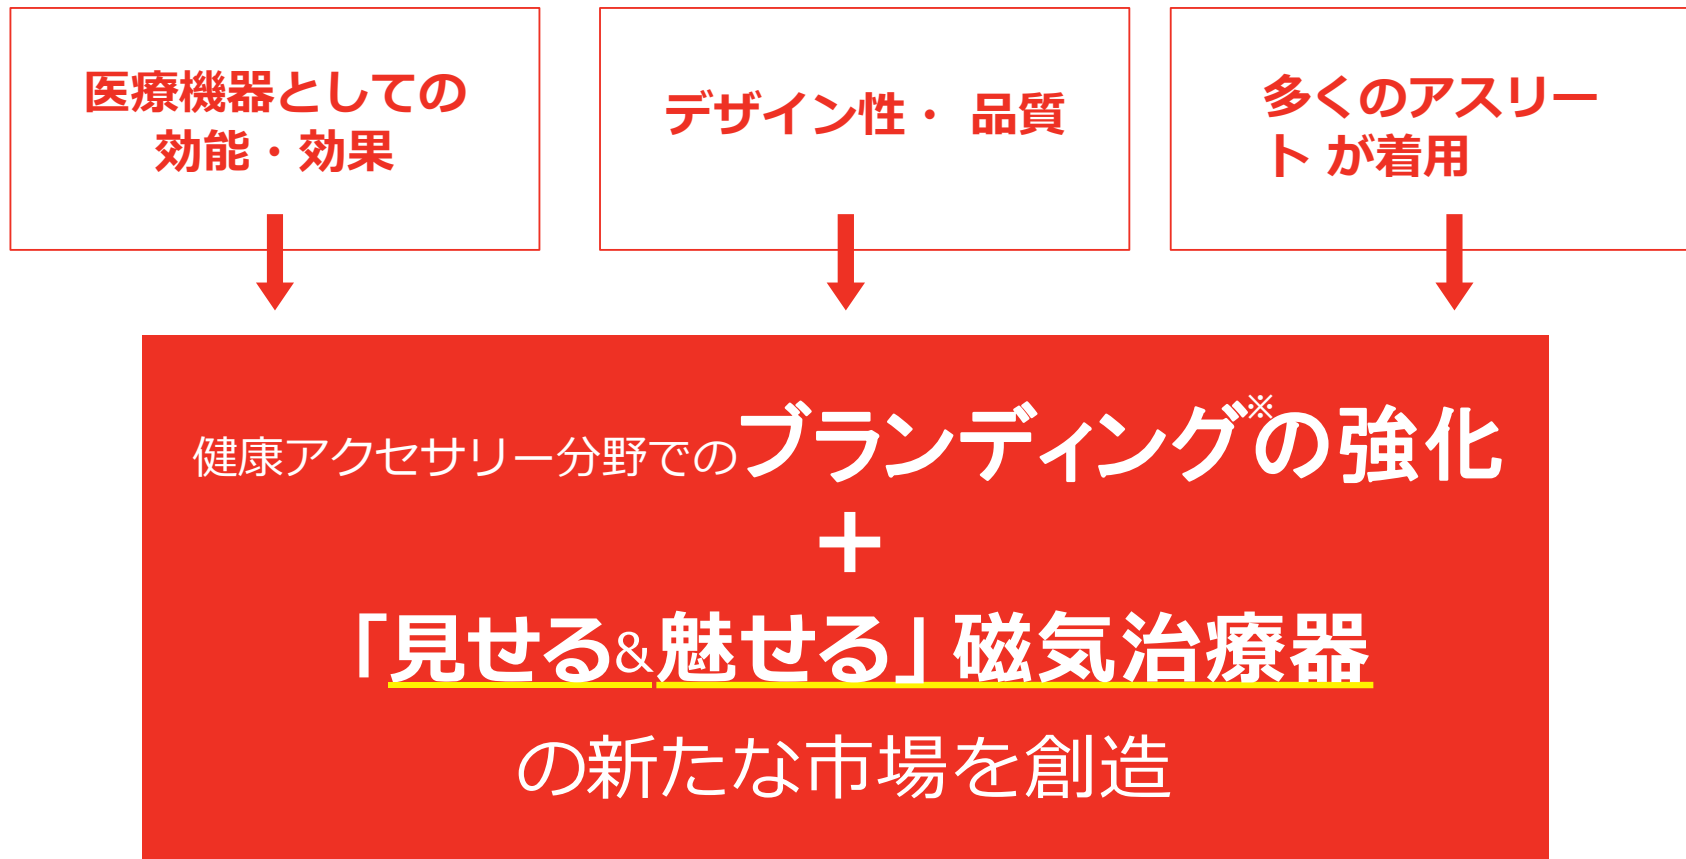 医療機器としての
効能・効果
デザイン性・ 品質
多くのアスリー
ト が着用
健康アクセサリー分野でのブランディング※の強化
＋
「見せる&魅せる」磁気治療器
の新たな市場を創造